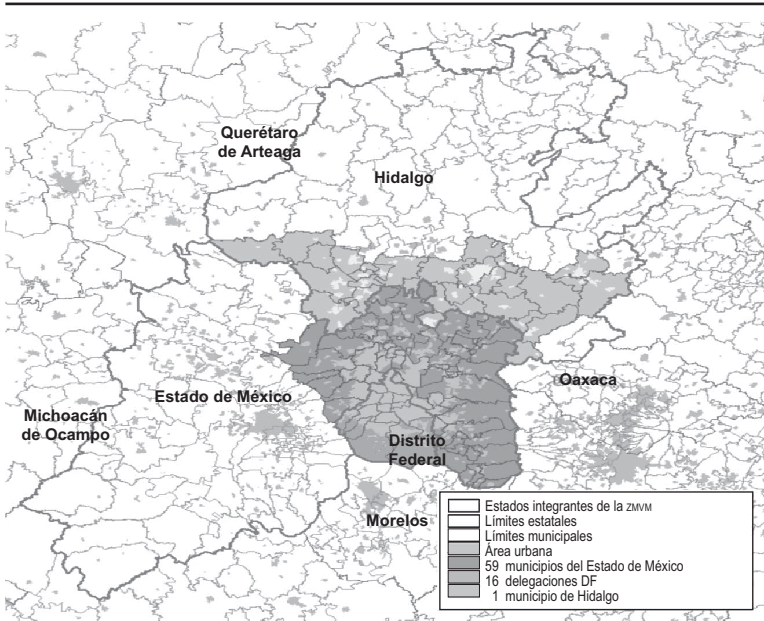 Querétaro
de Arteaga
Hidalgo
Estado de México
Oaxaca
Michoacán
de Ocampo
Distrito
Federal
Morelos
Estados integrantes de la ZMVM
Límites estatales
Límites municipales
Área urbana
59 municipios del Estado de México
16 delegaciones DF
1 municipio de Hidalgo